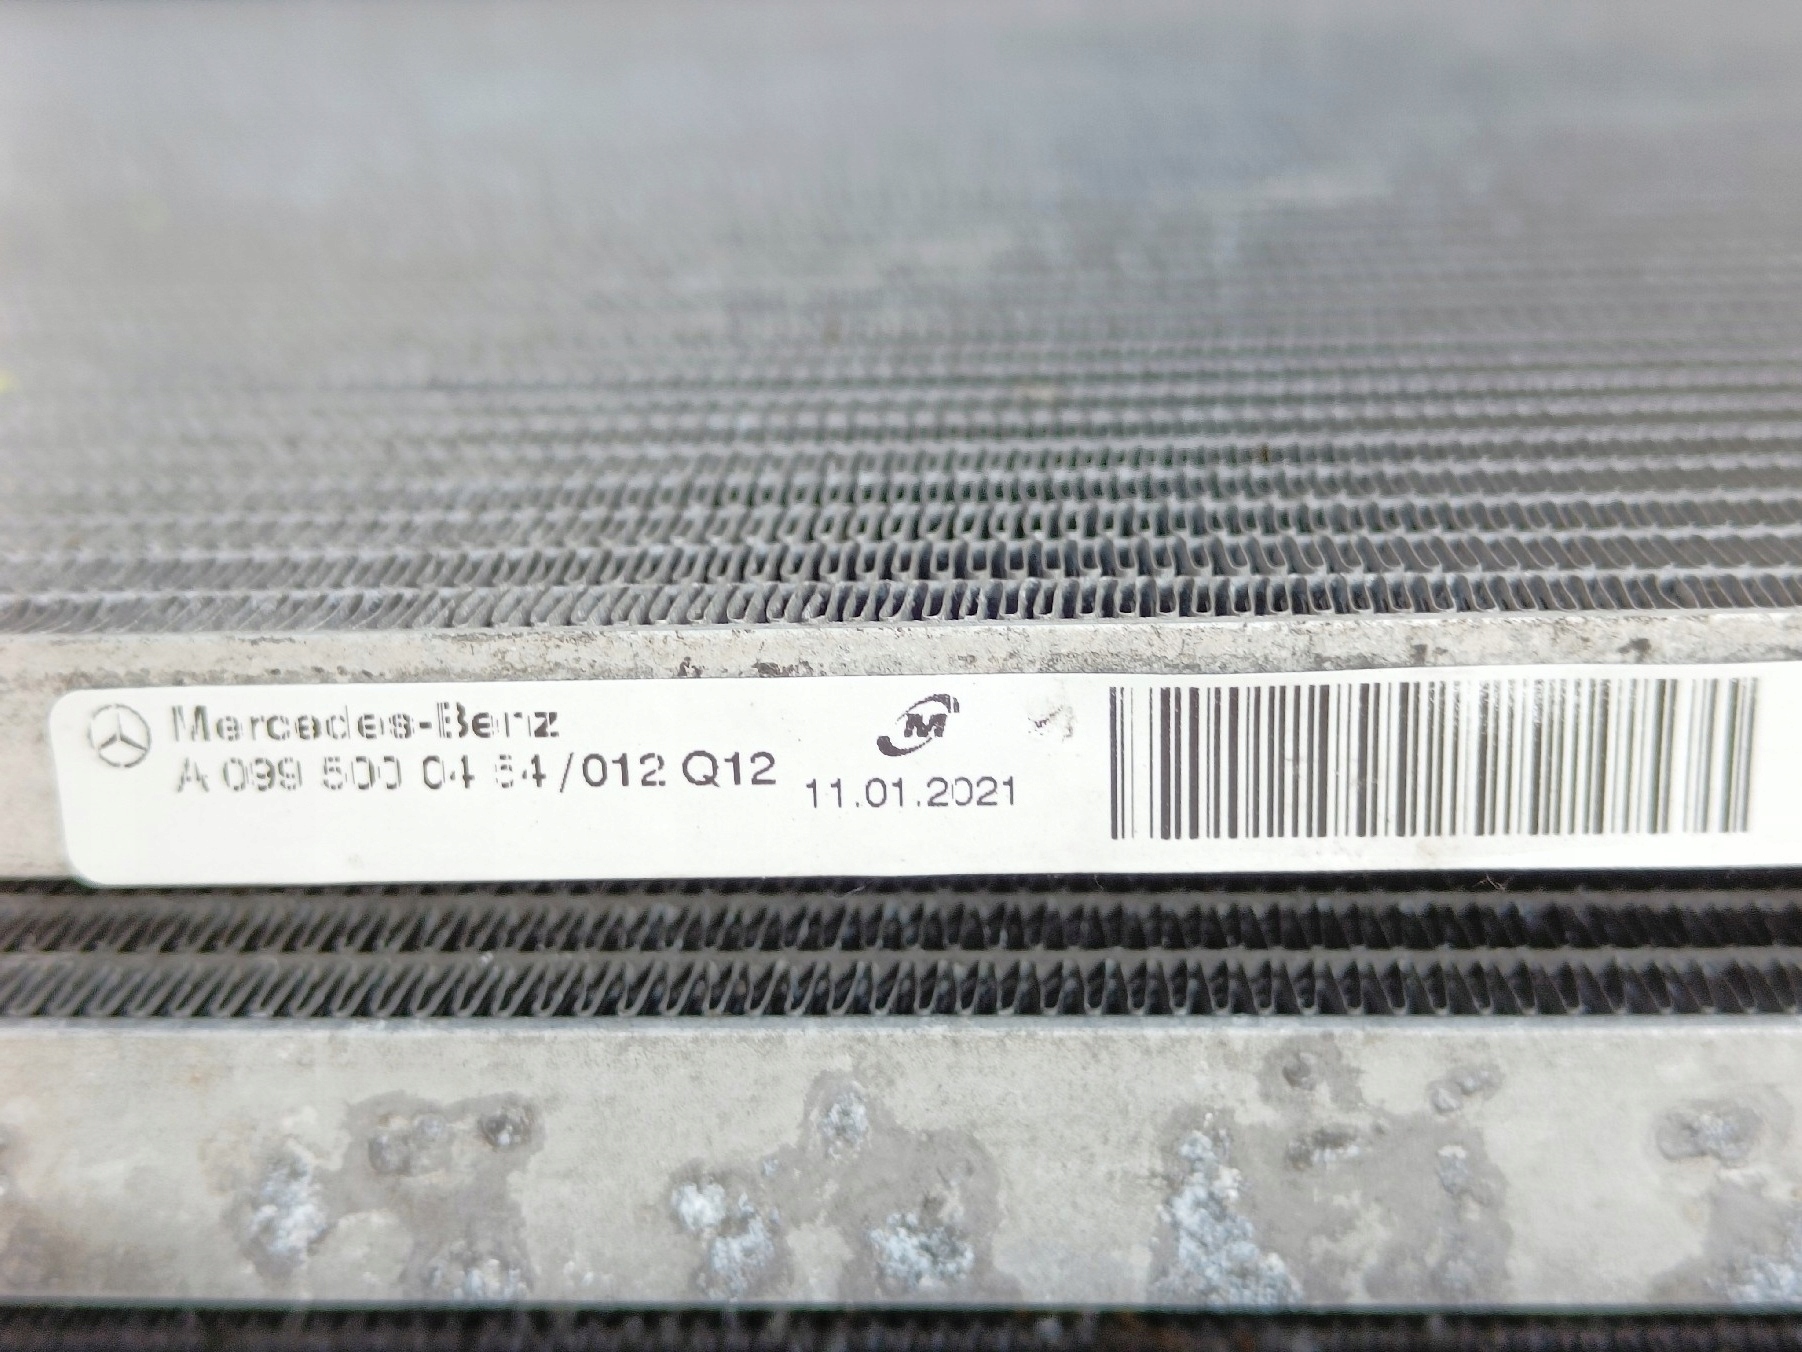 Mercedes-Benz
A 099 500 04 54/012 Q12
M
11.01.2021